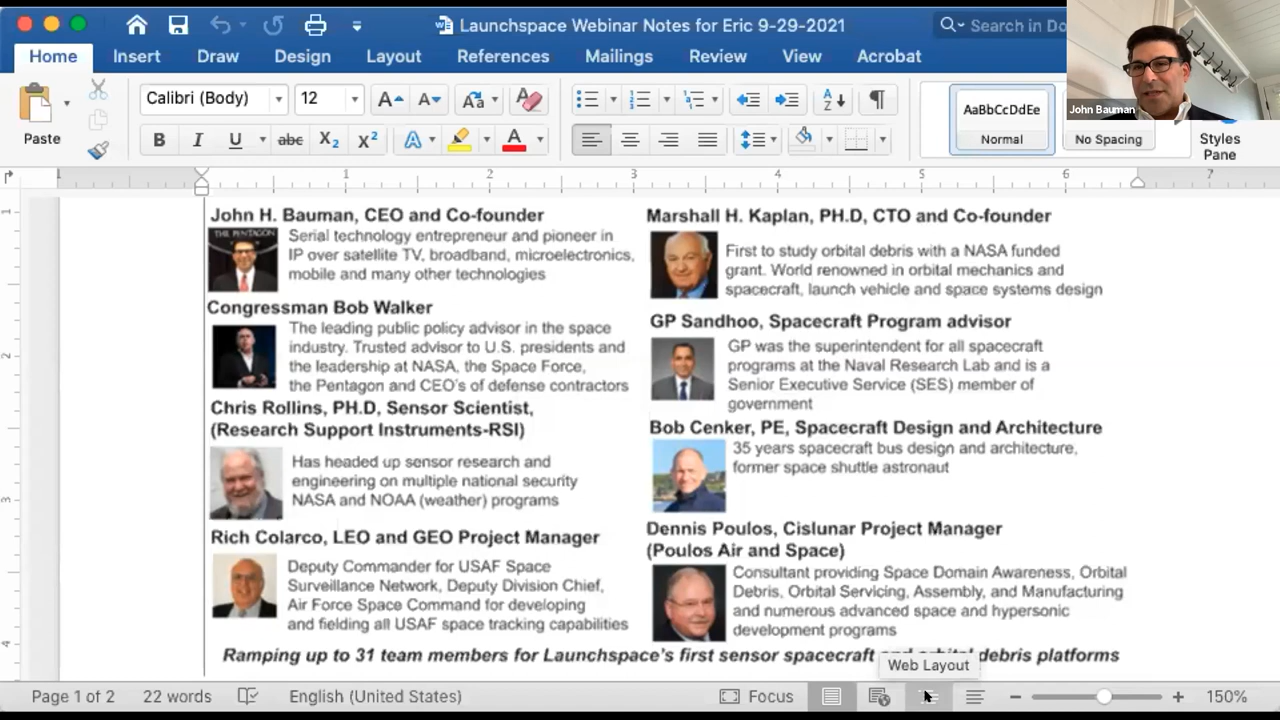 Launchspace Webinar Notes for Eric 9-29-2021
Search in Do
Home Insert Draw Design Layout References Mailings Review View Acrobat
Paste
Calibri (Body) 12
AaBbCcDdEe
Normal
No Spacing
Styles Pane
John Bauman
1 1 2 3 4 5 6 7
John H. Bauman, CEO and Co-founder
THE PENTAGON
Serial technology entrepreneur and pioneer in
IP over satellite TV, broadband, microelectronics,
mobile and many other technologies
Marshall H. Kaplan, PH.D, CTO and Co-founder
First to study orbital debris with a NASA funded
grant. World renowned in orbital mechanics and
spacecraft, launch vehicle and space systems design
Congressman Bob Walker
The leading public policy advisor in the space
industry. Trusted advisor to U.S. presidents and
the leadership at NASA, the Space Force,
the Pentagon and CEO's of defense contractors
GP Sandhoo, Spacecraft Program advisor
GP was the superintendent for all spacecraft
programs at the Naval Research Lab and is a
Senior Executive Service (SES) member of
government
Chris Rollins, PH.D, Sensor Scientist,
(Research Support Instruments-RSI)
Has headed up sensor research and
engineering on multiple national security
NASA and NOAA (weather) programs
Bob Cenker, PE, Spacecraft Design and Architecture
35 years spacecraft bus design and architecture,
former space shuttle astronaut
Rich Colarco, LEO and GEO Project Manager
Deputy Commander for USAF Space
Surveillance Network, Deputy Division Chief,
Air Force Space Command for developing
and fielding all USAF space tracking capabilities
Dennis Poulos, Cislunar Project Manager
(Poulos Air and Space)
Consultant providing Space Domain Awareness, Orbital
Debris, Orbital Servicing, Assembly, and Manufacturing
and numerous advanced space and hypersonic
development programs
Ramping up to 31 team members for Launchspace's first sensor spacecraft and orbital debris platforms
Web Layout
Page 1 of 2 22 words English (United States) Focus 150%